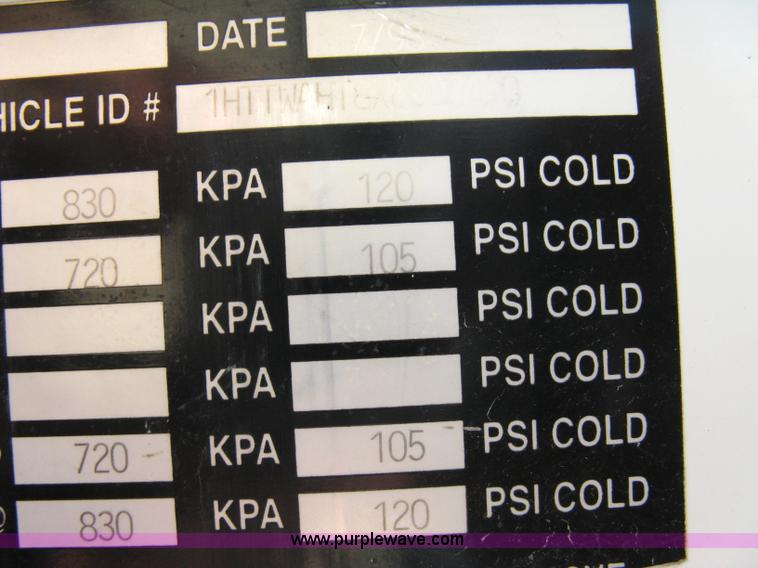 DATE
HICLE ID #
830 KPA 120 PSI COLD
720 KPA 105 PSI COLD
KPA PSI COLD
KPA PSI COLD
720 KPA 105 PSI COLD
830 KPA 120 PSI COLD
www.purplewave.com